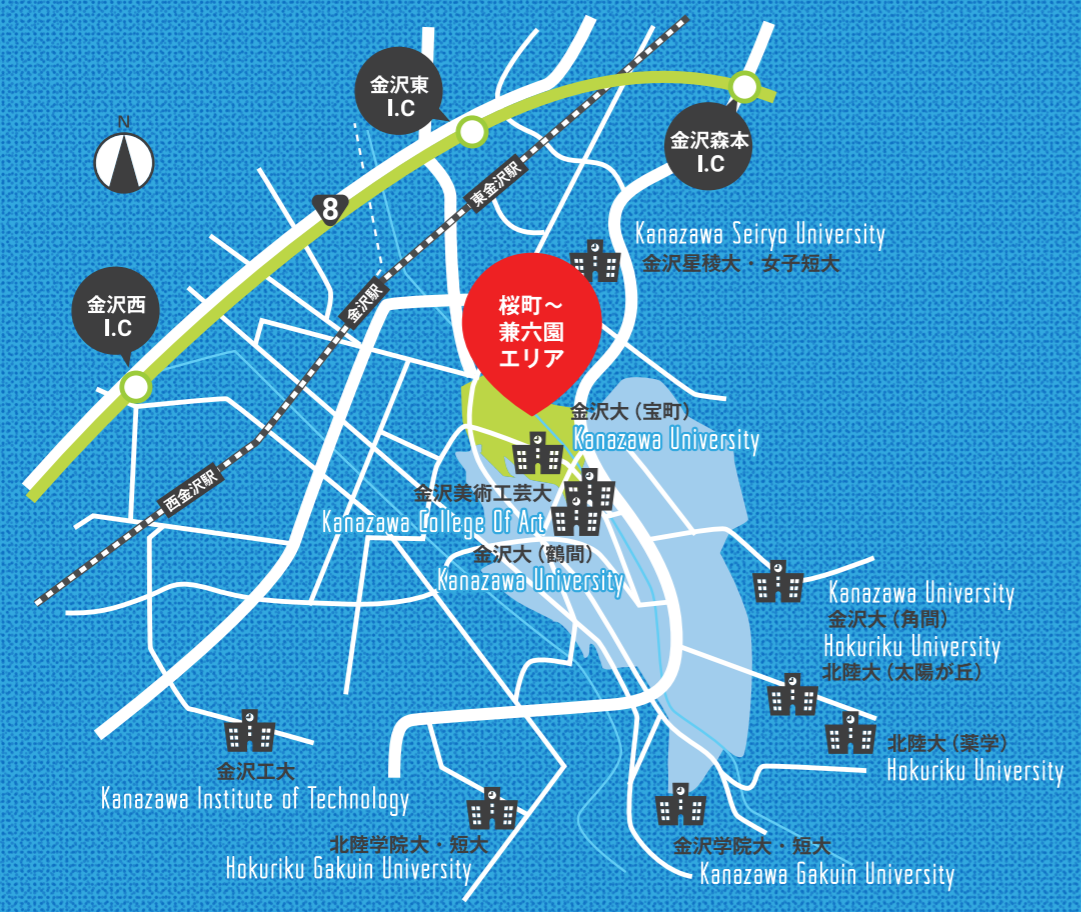 金沢東
I.C
金沢森本
I.C
N
東金沢駅
8
Kanazawa Seiryo University
金沢星稜大・女子短大
金沢西
I.C
金沢駅
桜町～
兼六園
エリア
金沢大（宝町）
Kanazawa University
西金沢駅
金沢美術工芸大
Kanazawa College Of Art
金沢大（鶴間）
Kanazawa University
Kanazawa University
金沢大（角間）
Hokuriku University
北陸大（太陽が丘）
北陸大（薬学）
Hokuriku University
金沢工大
Kanazawa Institute of Technology
北陸学院大・短大
Hokuriku Gakuin University
金沢学院大・短大
Kanazawa Gakuin University